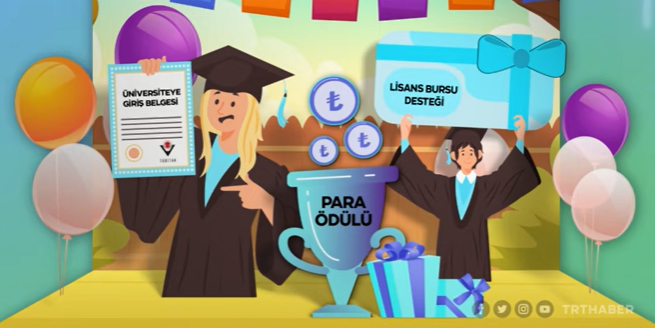 ÜNİVERSİTEYE
GİRİŞ BELGESİ
TÜBİTAK
LİSANS BURSU
DESTEĞİ
PARA
ÖDÜLÜ
TRTHABER